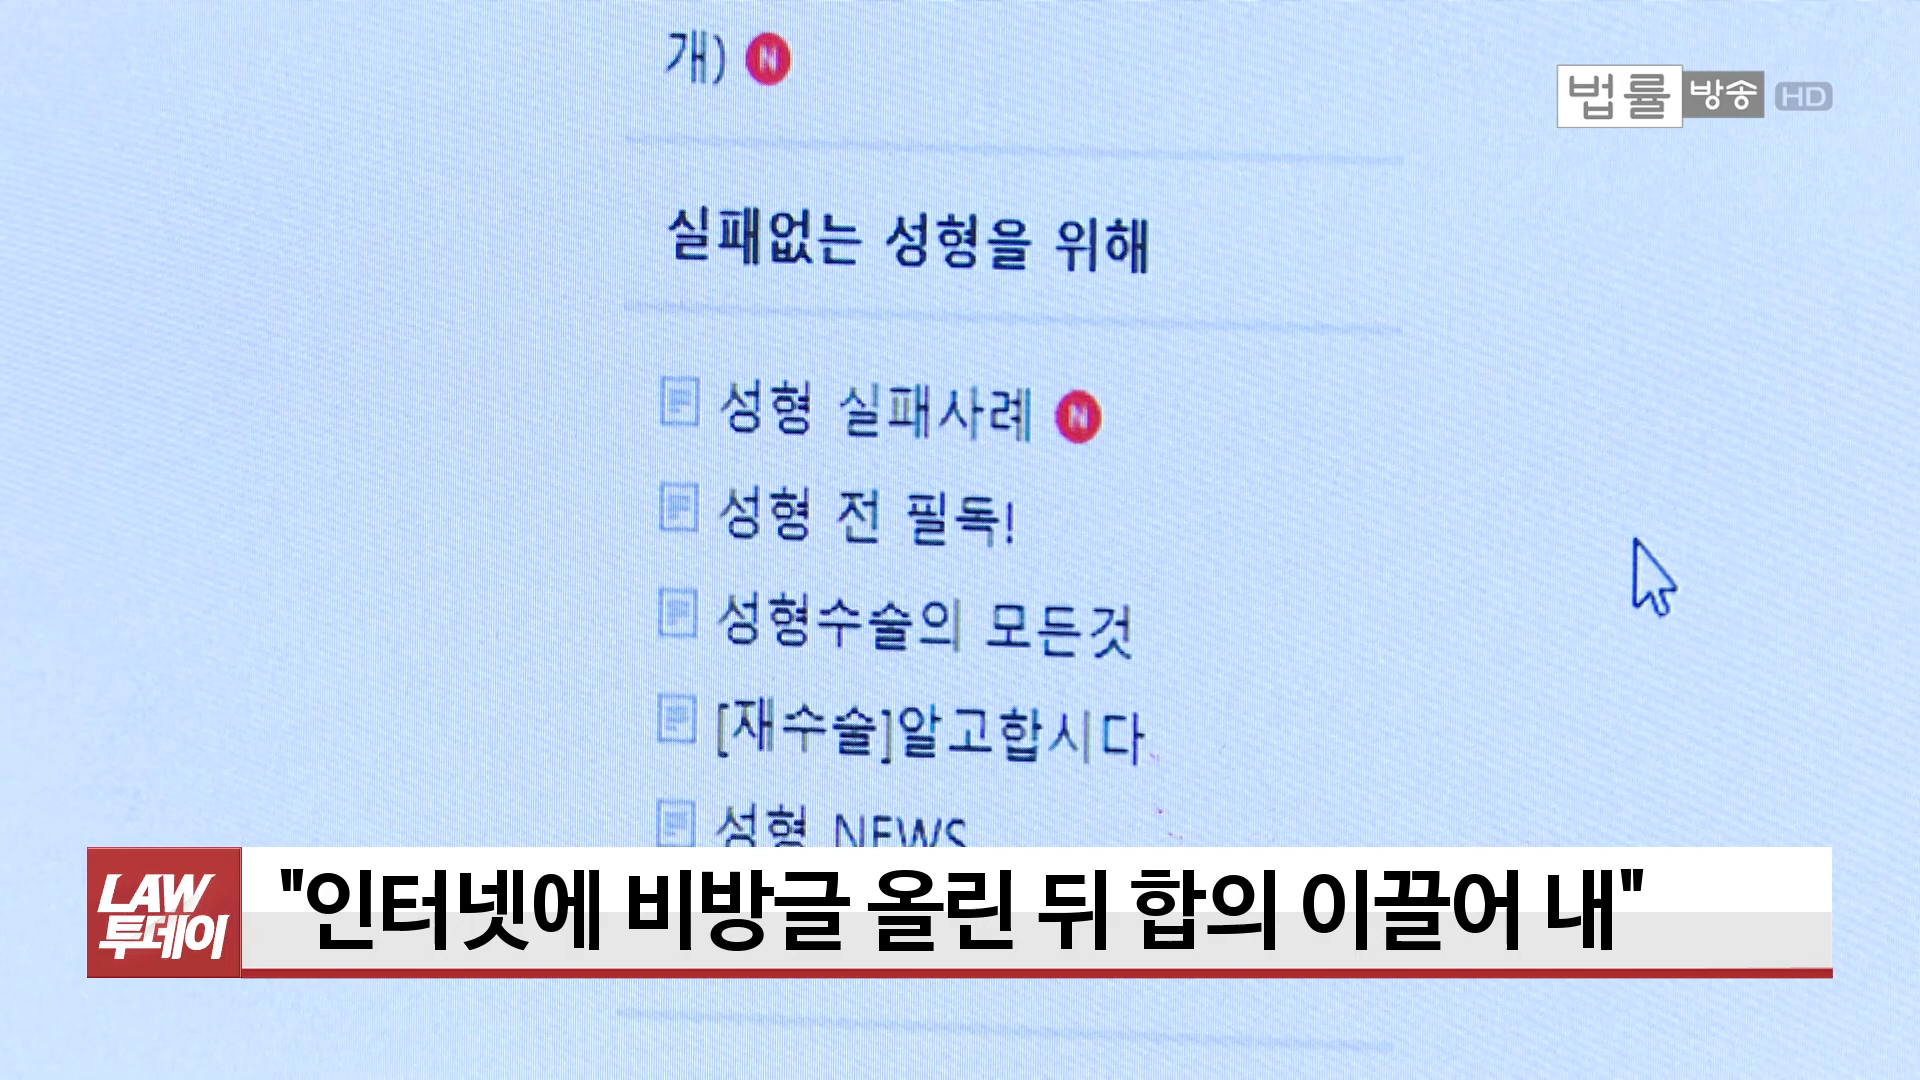 개) N
법률방송 HD
실패없는 성형을 위해
성형 실패사례 N
성형 전 필독!
성형수술의 모든것
[재수술]알고합시다
성형 NEWS
LAW
투데이
"인터넷에 비방글 올린 뒤 합의 이끌어 내"